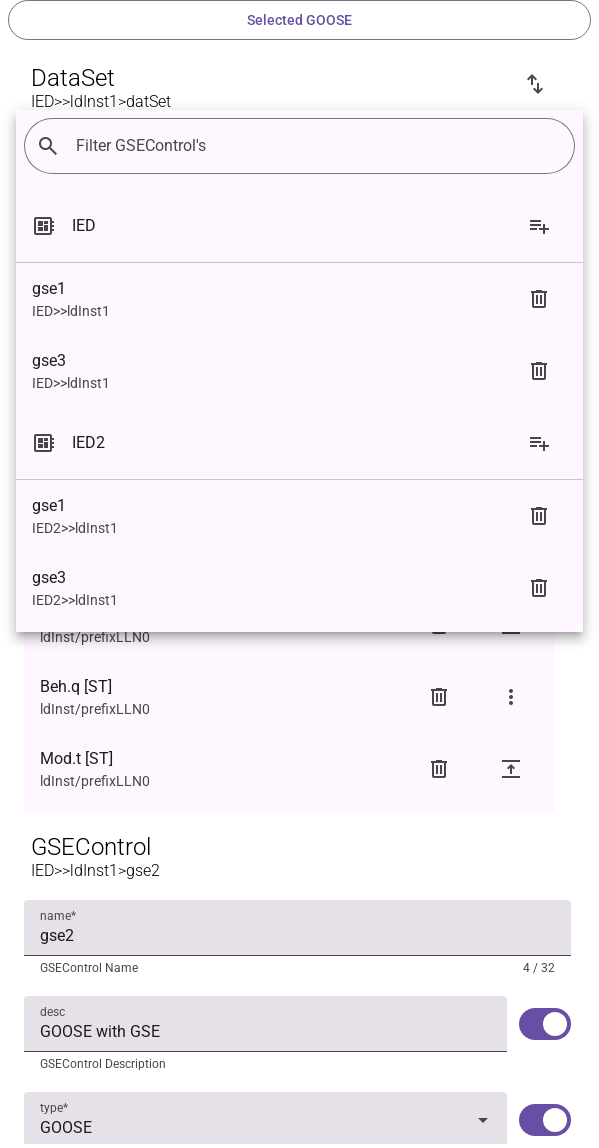 Selected GOOSE
DataSet
IED>>ldInst1>datSet
Filter GSEControl's
IED
gse1
IED>>ldInst1
gse3
IED>>ldInst1
IED2
gse1
IED2>>ldInst1
gse3
IED2>>ldInst1
ldInst/prefixLLN0
Beh.q [ST]
ldInst/prefixLLN0
Mod.t [ST]
ldInst/prefixLLN0
GSEControl
IED>>ldInst1>gse2
name*
gse2
GSEControl Name 4 / 32
desc
GOOSE with GSE
GSEControl Description
type*
GOOSE